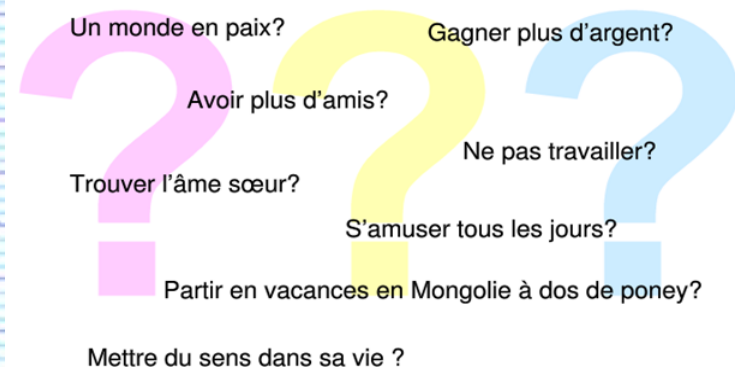 Un monde en paix?
Gagner plus d'argent?
Avoir plus d'amis?
Ne pas travailler?
Trouver l'âme sœur?
S'amuser tous les jours?
Partir en vacances en Mongolie à dos de poney?
Mettre du sens dans sa vie ?